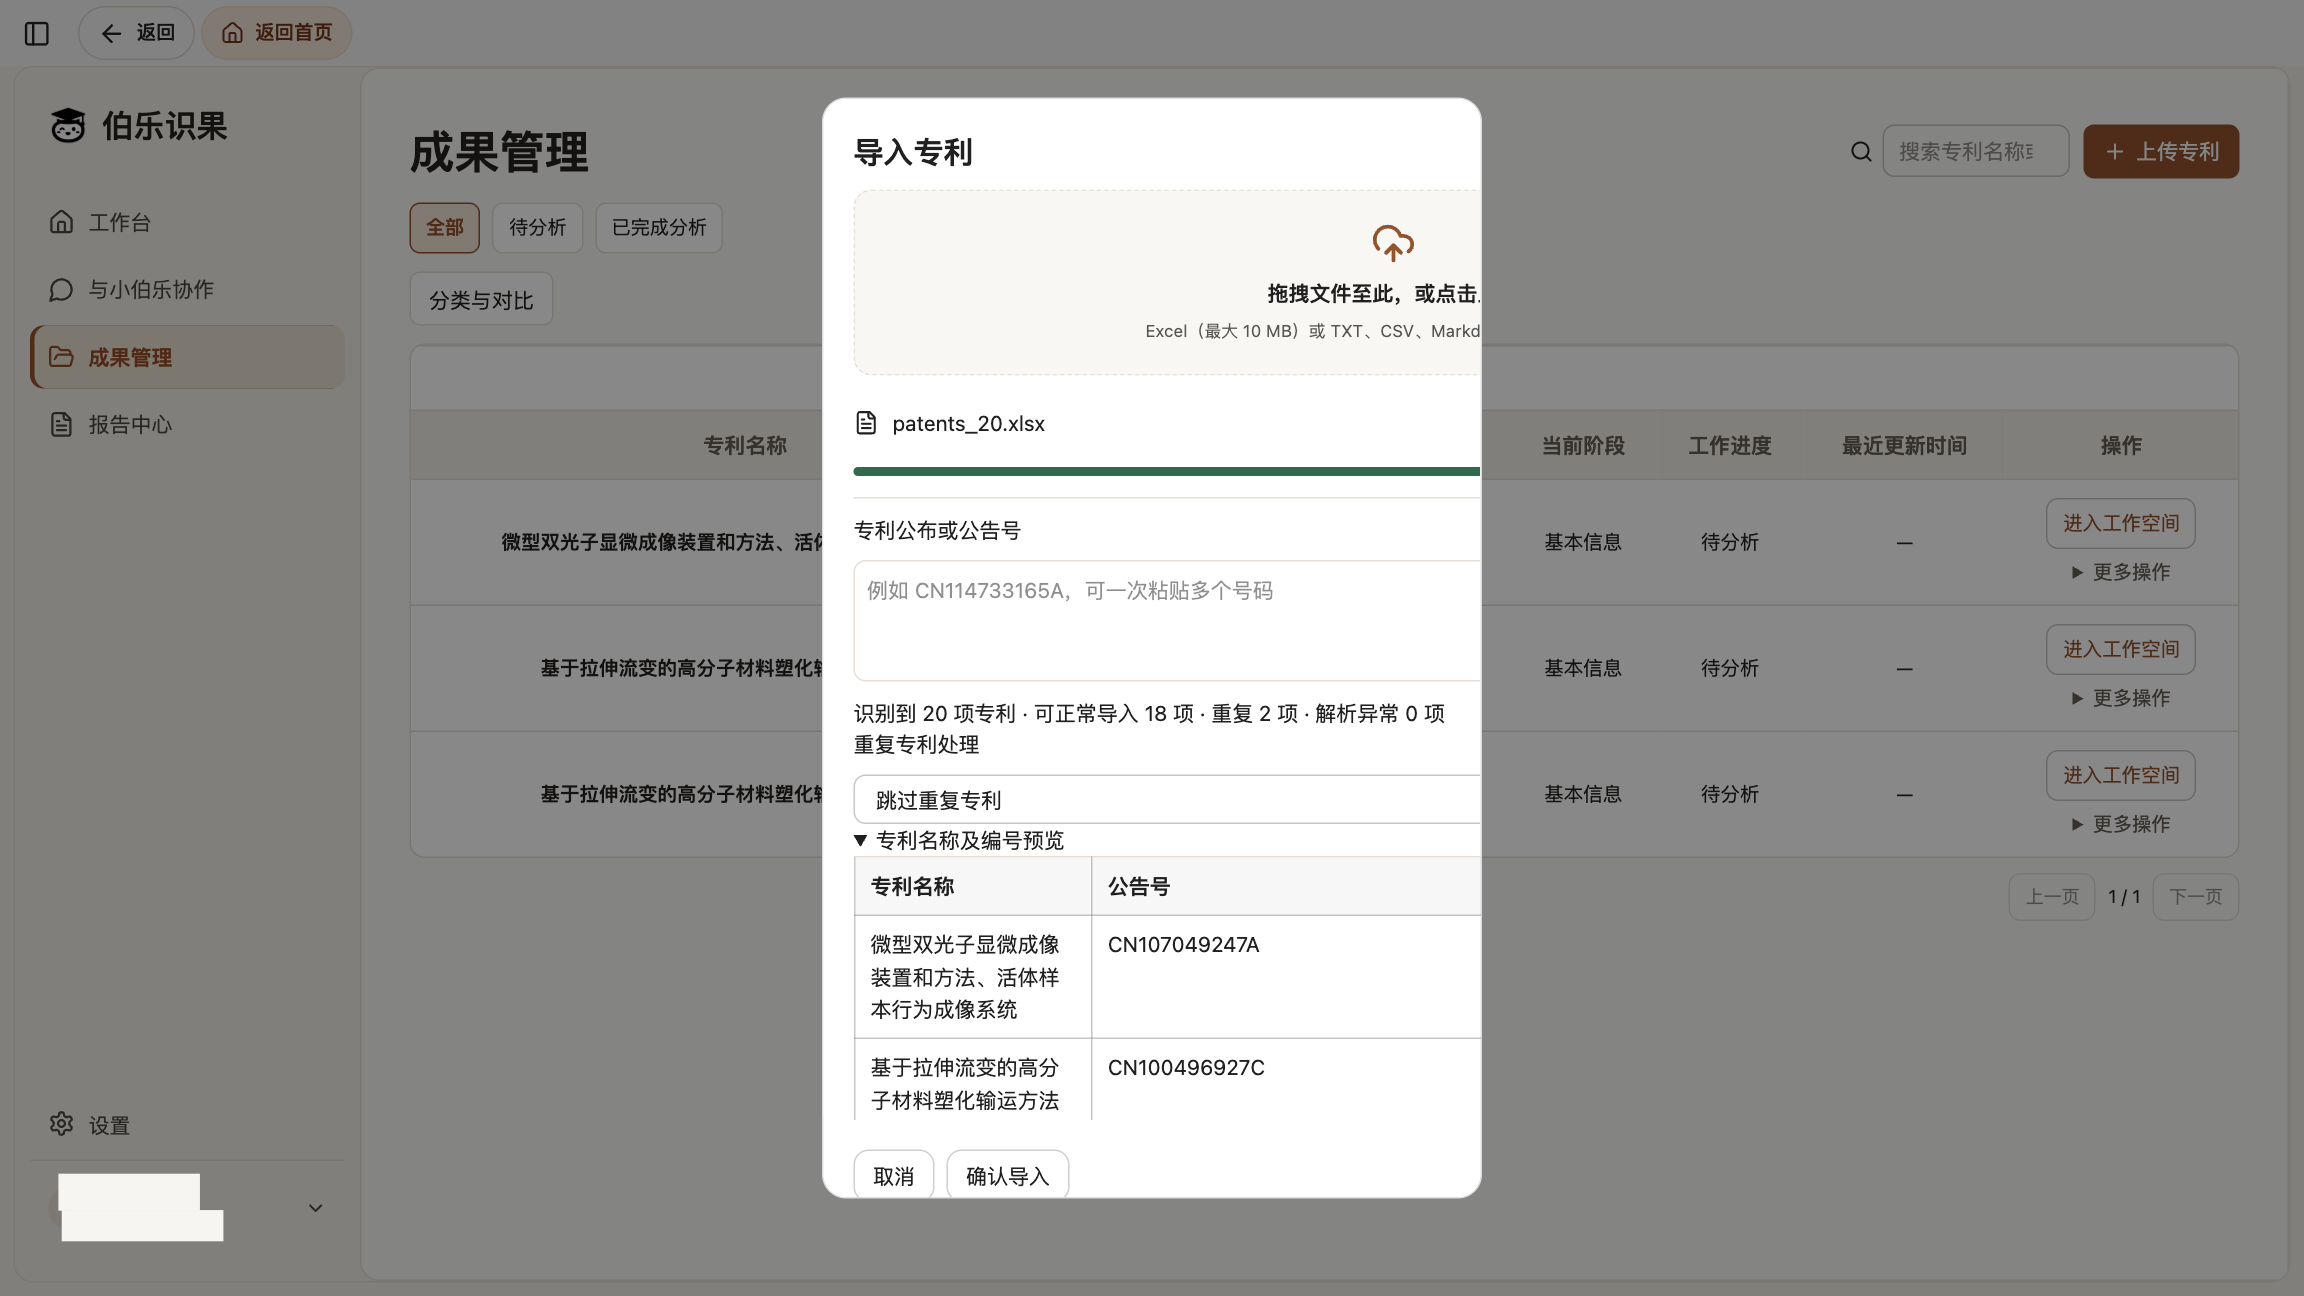 返回
返回首页
伯乐识果
工作台
与小伯乐协作
成果管理
报告中心
设置
成果管理
搜索专利名称
上传专利
全部
待分析
已完成分析
分类与对比
专利名称
当前阶段
工作进度
最近更新时间
操作
微型双光子显微成像装置和方法、活
基本信息
待分析
—
进入工作空间
更多操作
基于拉伸流变的高分子材料塑化
基本信息
待分析
—
进入工作空间
更多操作
基于拉伸流变的高分子材料塑化
基本信息
待分析
—
进入工作空间
更多操作
上一页
1 / 1
下一页
导入专利
拖拽文件至此，或点击
Excel（最大 10 MB）或 TXT、CSV、Markd
patents_20.xlsx
专利公布或公告号
例如 CN114733165A，可一次粘贴多个号码
识别到 20 项专利 · 可正常导入 18 项 · 重复 2 项 · 解析异常 0 项
重复专利处理
跳过重复专利
专利名称及编号预览
专利名称
公告号
微型双光子显微成像
装置和方法、活体样
本行为成像系统
CN107049247A
基于拉伸流变的高分
子材料塑化输运方法
CN100496927C
取消
确认导入